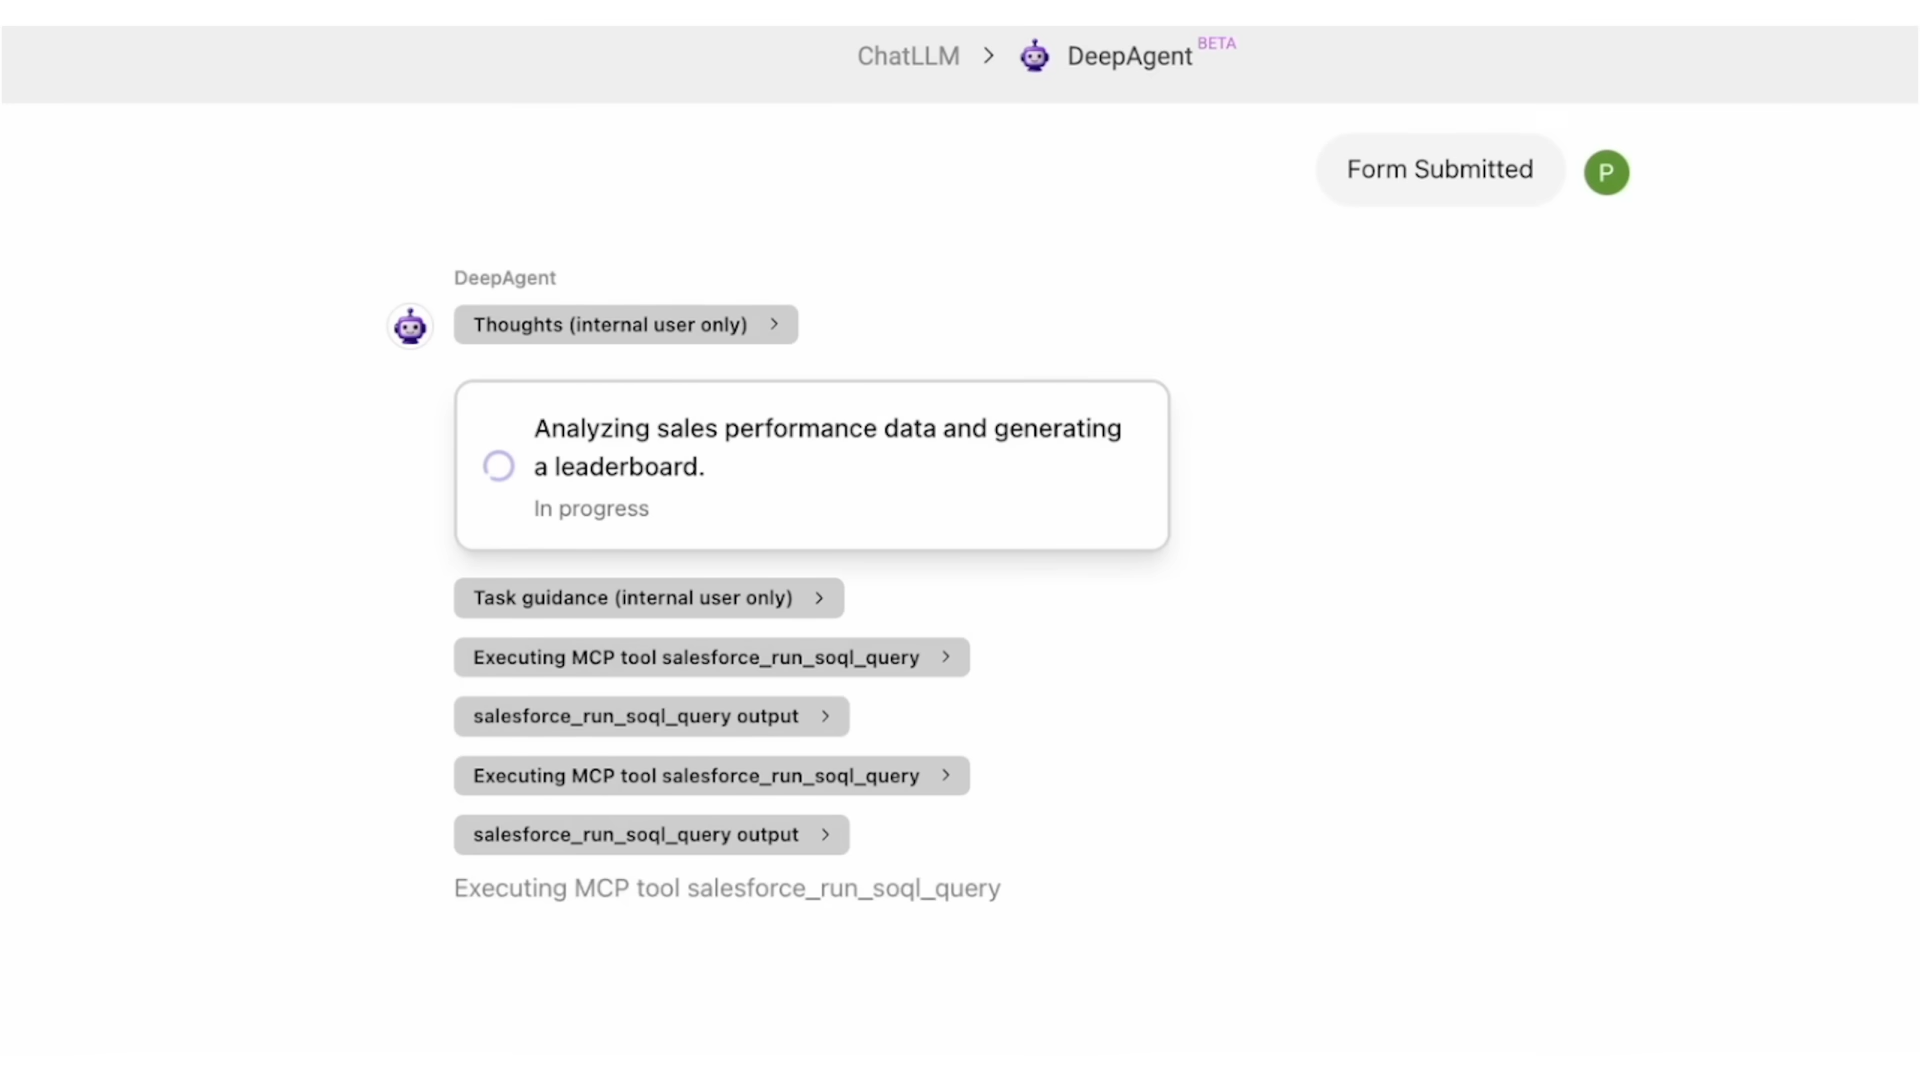 ChatLLM > DeepAgent BETA
Form Submitted P
DeepAgent
Thoughts (internal user only) >
Analyzing sales performance data and generating
a leaderboard.
In progress
Task guidance (internal user only) >
Executing MCP tool salesforce_run_soql_query >
salesforce_run_soql_query output >
Executing MCP tool salesforce_run_soql_query >
salesforce_run_soql_query output >
Executing MCP tool salesforce_run_soql_query